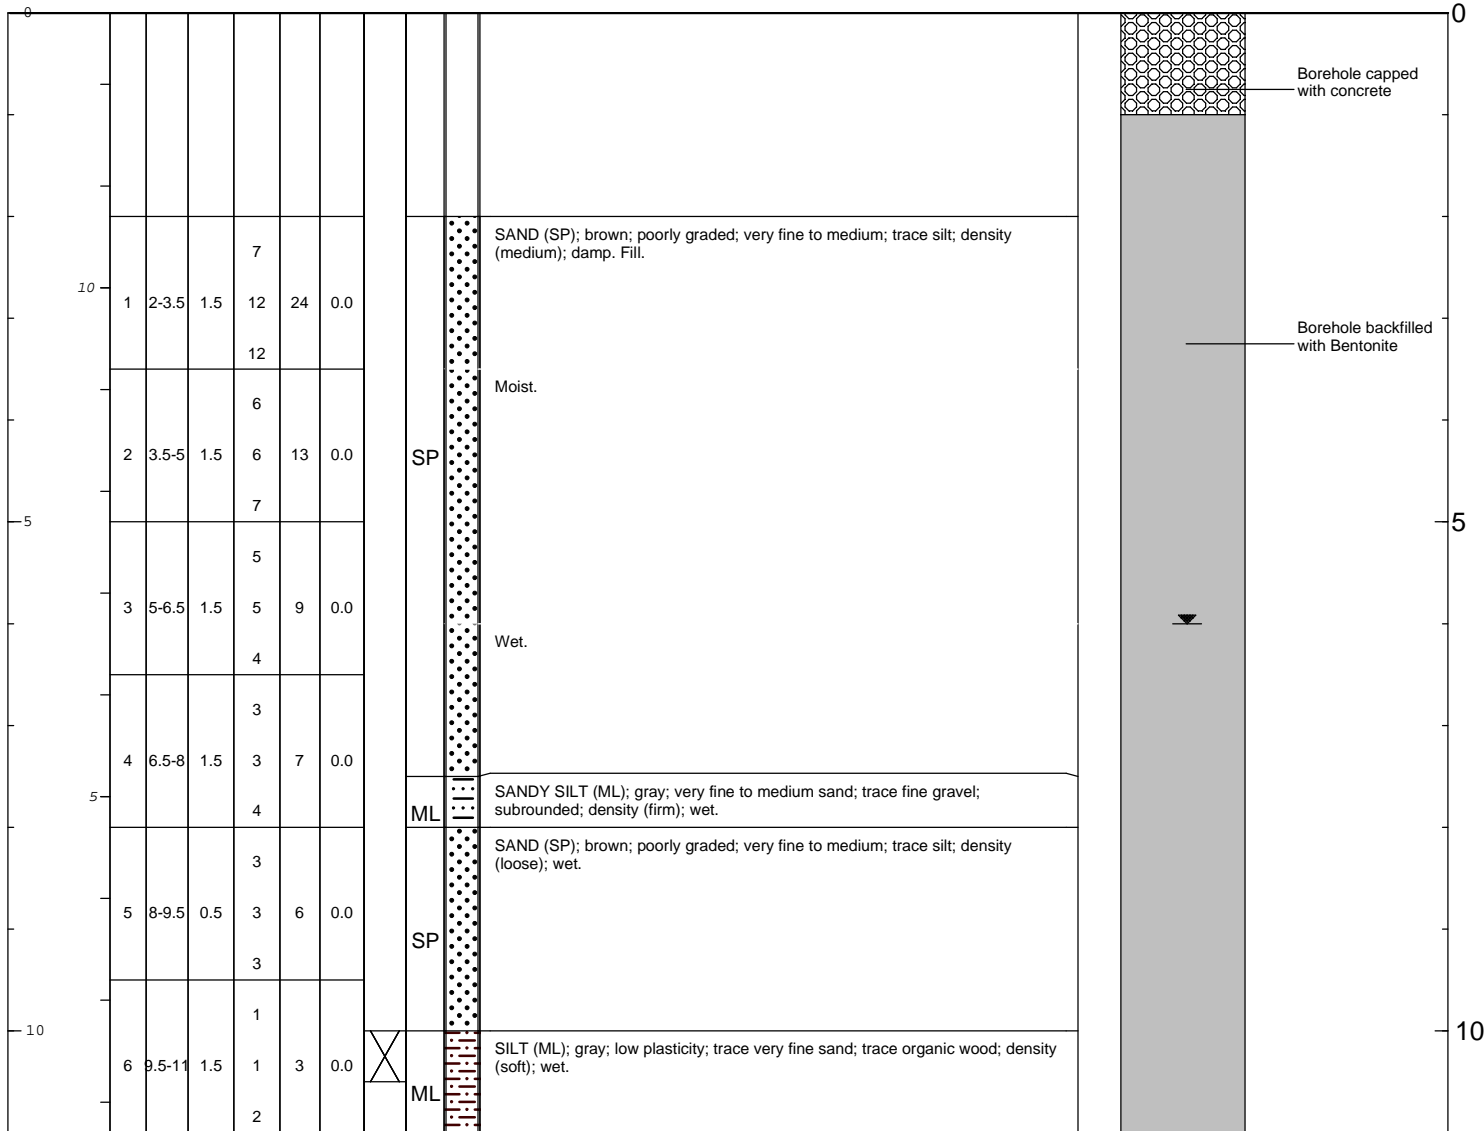 0
0
Borehole capped
with concrete
SAND (SP); brown; poorly graded; very fine to medium; trace silt; density
(medium); damp. Fill.
7
10
1 2-3.5 1.5 12 24 0.0
12
Borehole backfilled
with Bentonite
Moist.
6
2 3.5-5 1.5 6 13 0.0
SP
7
5
5
5
3 5-6.5 1.5 5 9 0.0
Wet.
4
3
4 6.5-8 1.5 3 7 0.0
SANDY SILT (ML); gray; very fine to medium sand; trace fine gravel;
subrounded; density (firm); wet.
5
4
ML
SAND (SP); brown; poorly graded; very fine to medium; trace silt; density
(loose); wet.
3
5 8-9.5 0.5 3 6 0.0
SP
3
1
10
10
SILT (ML); gray; low plasticity; trace very fine sand; trace organic wood; density
(soft); wet.
6 9.5-11 1.5 1 3 0.0
ML
2